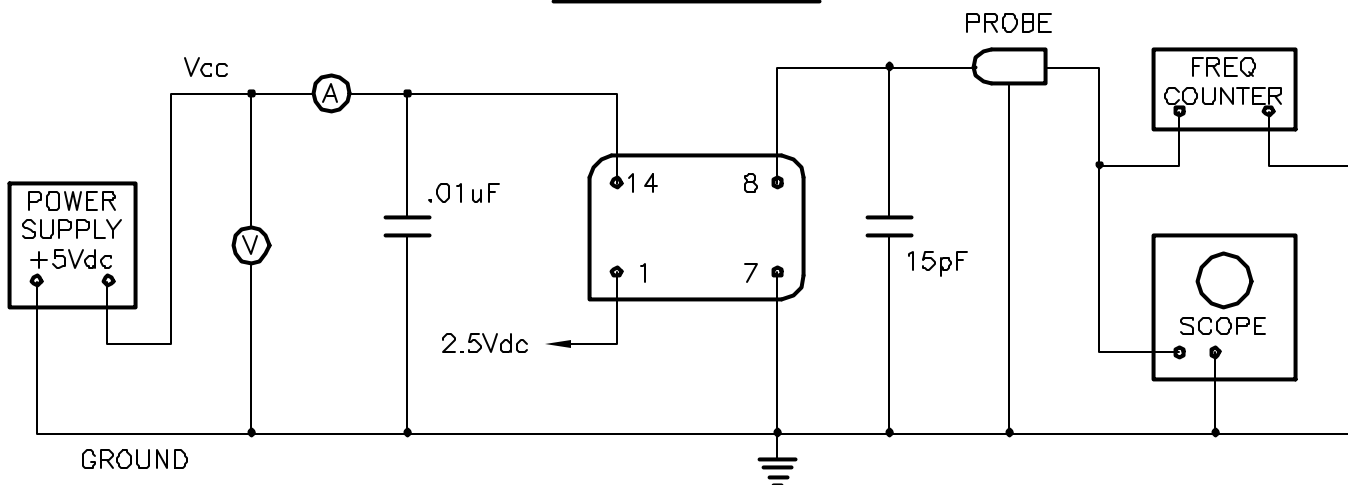 PROBE
Vcc
A
FREQ
COUNTER
14
8
.01uF
POWER
SUPPLY
+5Vdc
V
1
7
15pF
2.5Vdc
SCOPE
GROUND